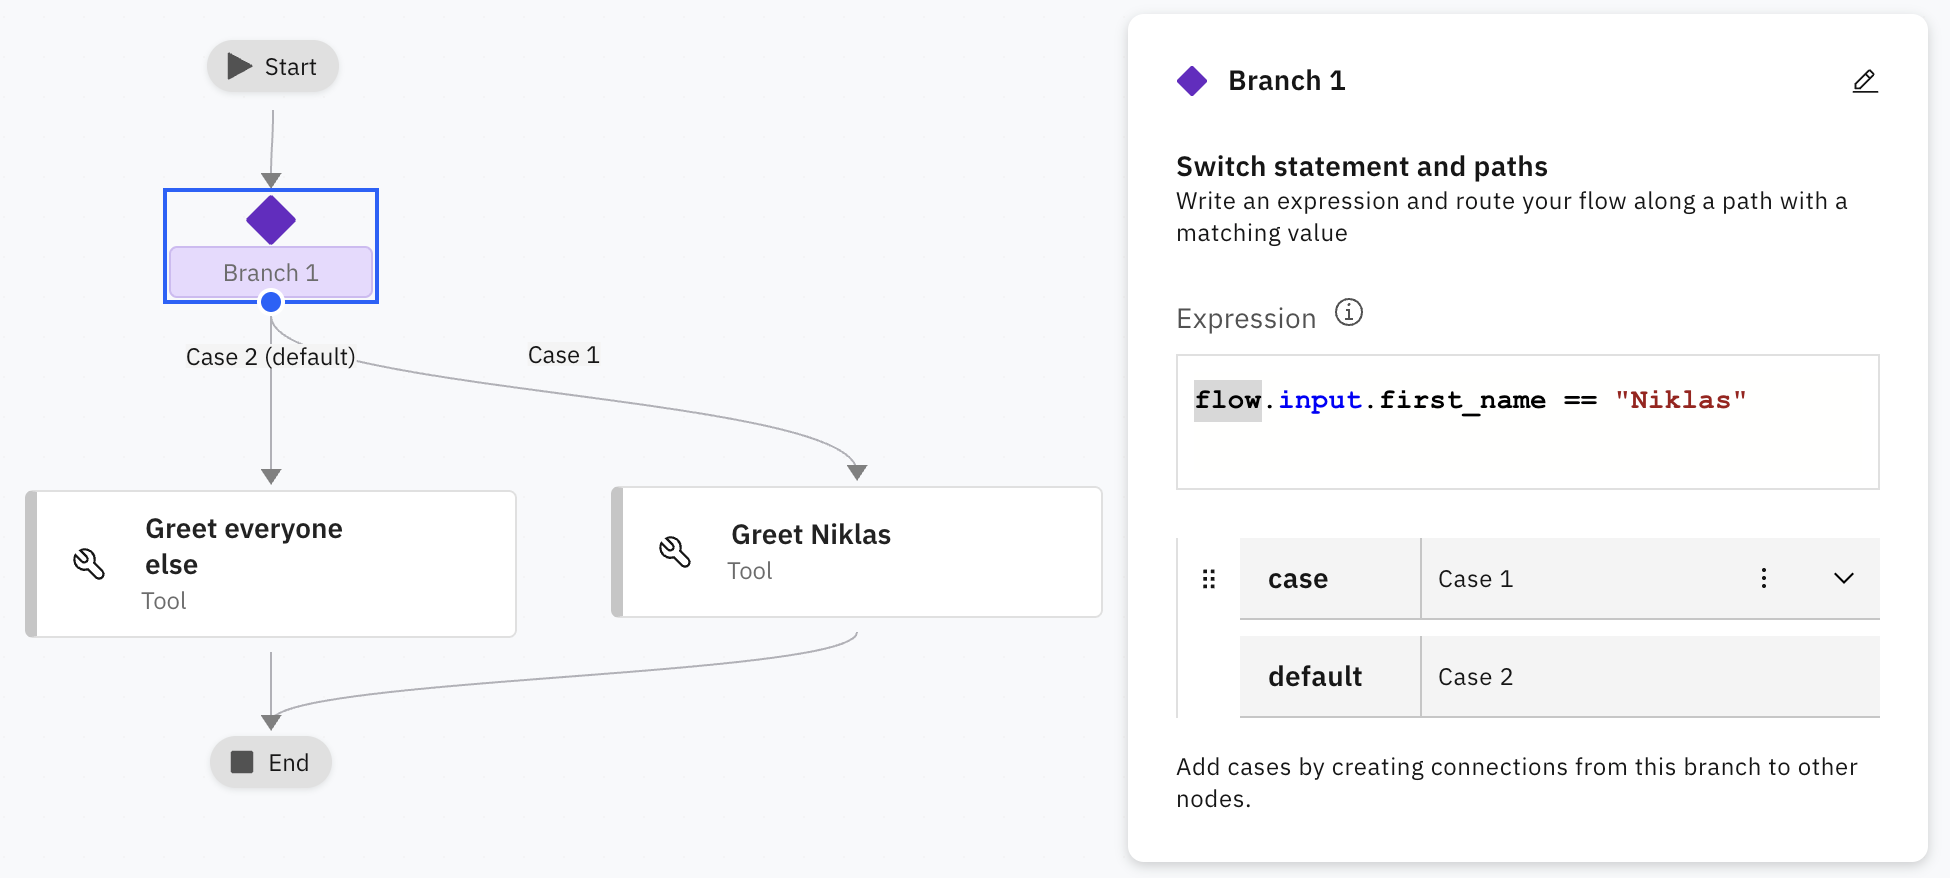 Start
Branch 1
Case 2 (default)
Case 1
Greet everyone
else
Tool
Greet Niklas
Tool
End
Branch 1
Switch statement and paths
Write an expression and route your flow along a path with a
matching value
Expression
flow.input.first_name == "Niklas"
case Case 1
default Case 2
Add cases by creating connections from this branch to other
nodes.